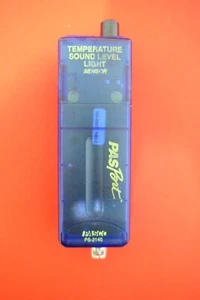 TEMPERATURE
SOUND LEVEL
LIGHT
SENSOR
PASPort
PS-2140